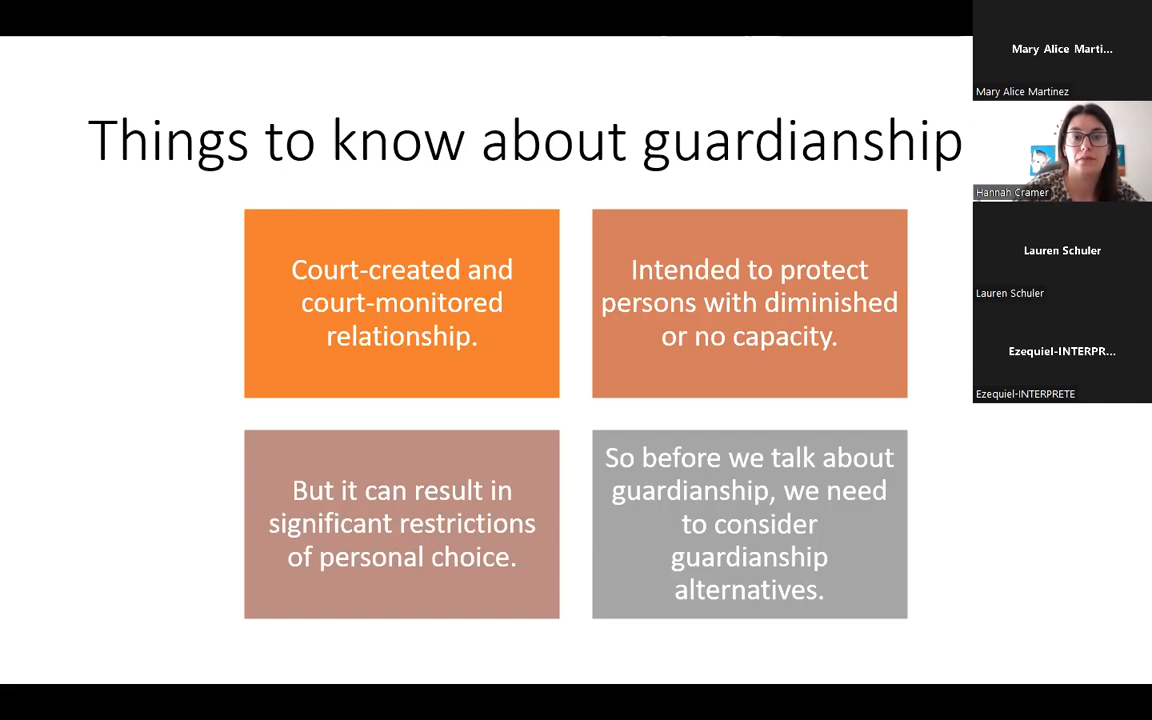 Things to know about guardianship
Court-created and
court-monitored
relationship.
Intended to protect
persons with diminished
or no capacity.
But it can result in
significant restrictions
of personal choice.
So before we talk about
guardianship, we need
to consider
guardianship
alternatives.
Mary Alice Marti...
Mary Alice Martinez
Hannah Cramer
Lauren Schuler
Lauren Schuler
Ezequiel-INTERPR...
Ezequiel-INTERPRETE